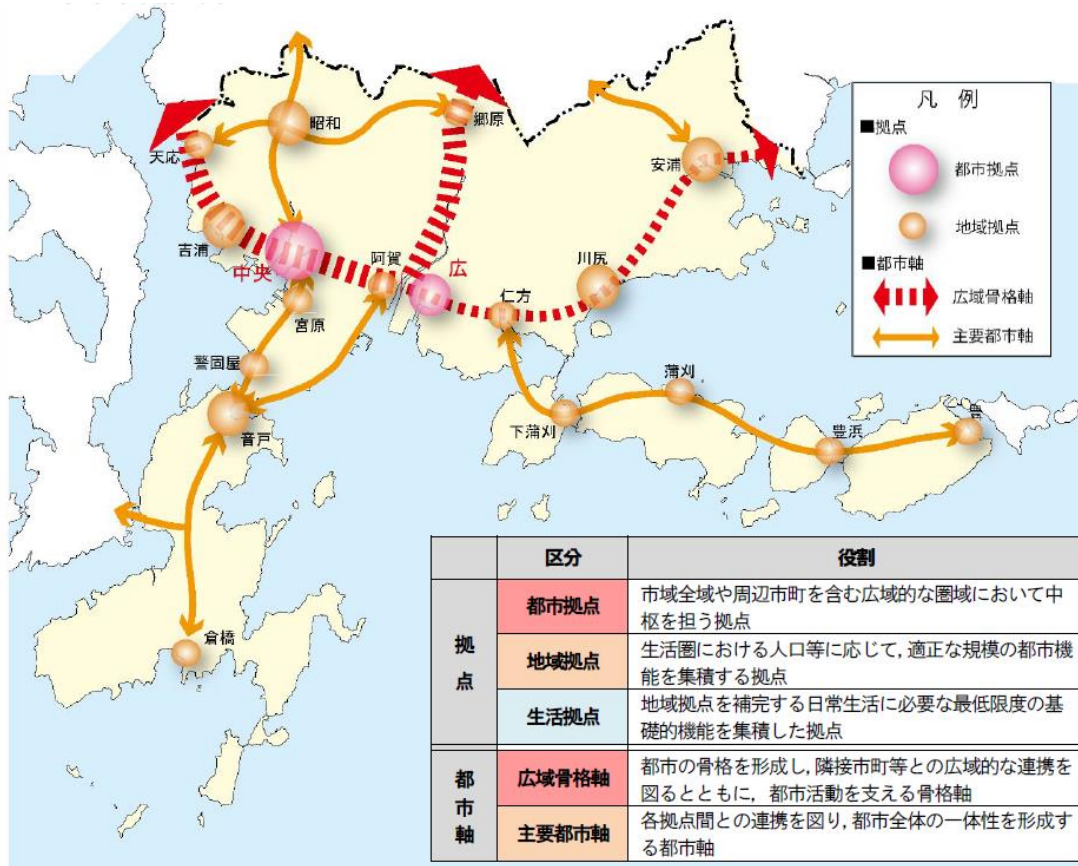 昭和
郷原
天応
安浦
吉浦
中央
阿賀
広
川尻
仁方
宮原
警固屋
音戸
蒲刈
下蒲刈
豊浜
豊
倉橋
凡 例
■拠点
都市拠点
地域拠点
■都市軸
広域骨格軸
主要都市軸
区分 役割
拠点
都市拠点 市域全域や周辺市町を含む広域的な圏域において中
枢を担う拠点
地域拠点 生活圏における人口等に応じて,適正な規模の都市機
能を集積する拠点
生活拠点 地域拠点を補完する日常生活に必要な最低限度の基
礎的機能を集積した拠点
都市軸
広域骨格軸 都市の骨格を形成し,隣接市町等との広域的な連携を
図るとともに, 都市活動を支える骨格軸
主要都市軸 各拠点間との連携を図り,都市全体の一体性を形成す
る都市軸